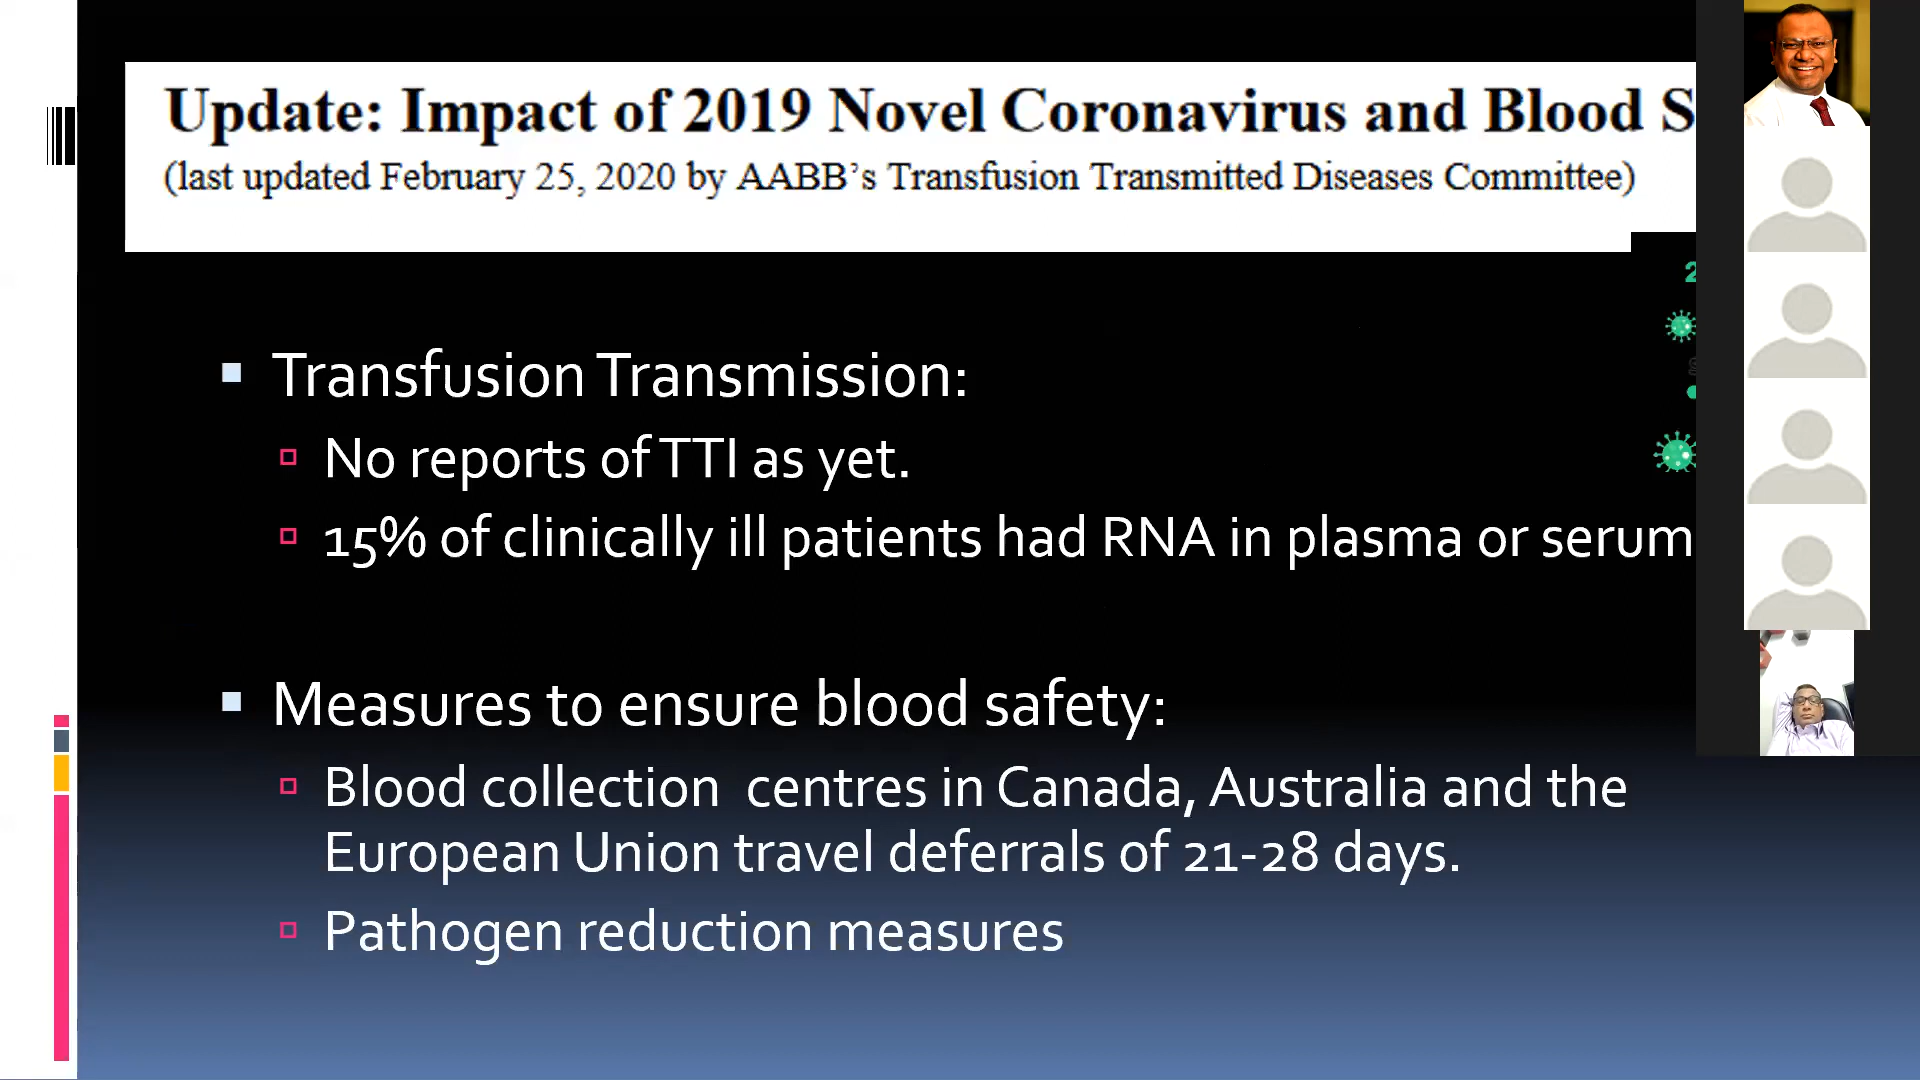 Update: Impact of 2019 Novel Coronavirus and Blood S
(last updated February 25, 2020 by AABB's Transfusion Transmitted Diseases Committee)
2
Transfusion Transmission:
No reports of TTI as yet.
15% of clinically ill patients had RNA in plasma or serum
Measures to ensure blood safety:
Blood collection centres in Canada, Australia and the
European Union travel deferrals of 21-28 days.
Pathogen reduction measures